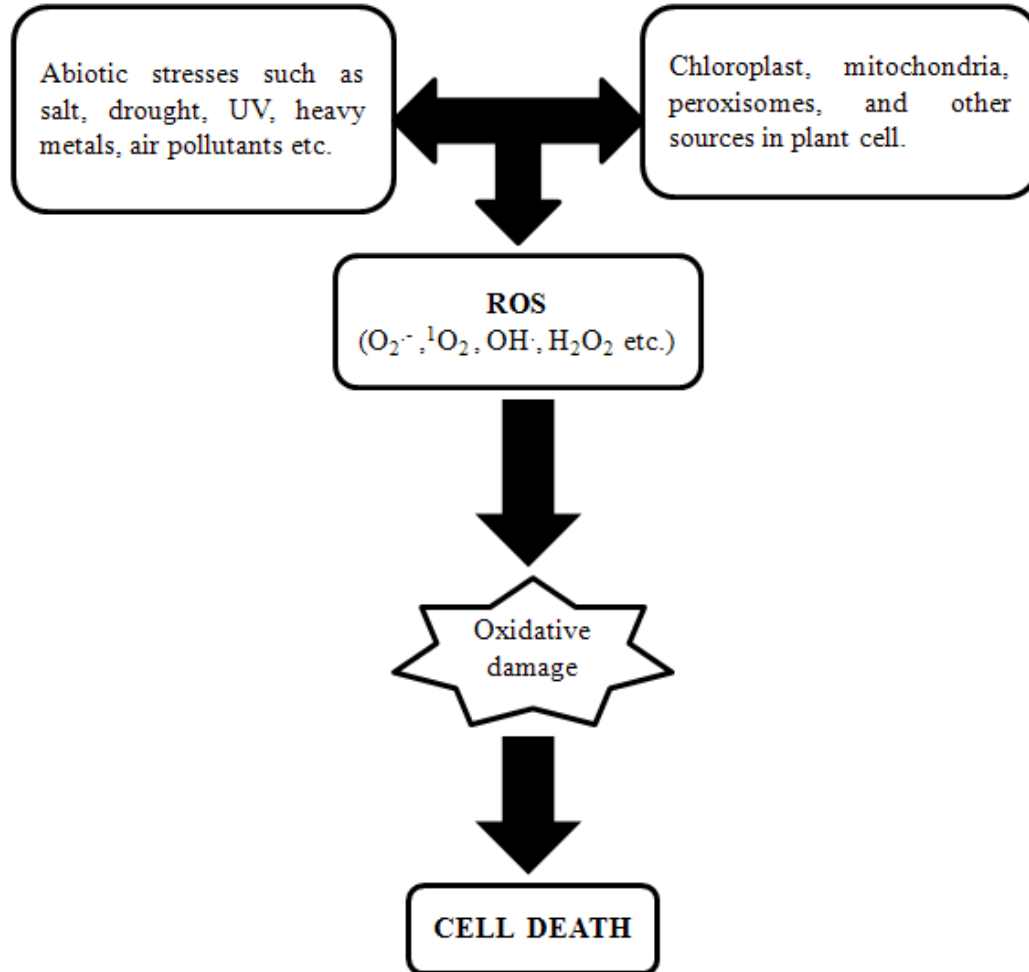 Abiotic stresses such as
salt, drought, UV, heavy
metals, air pollutants etc.
Chloroplast, mitochondria,
peroxisomes, and other
sources in plant cell.
ROS
(O₂·⁻ ,¹O₂ , OH·, H₂O₂ etc.)
Oxidative
damage
CELL DEATH